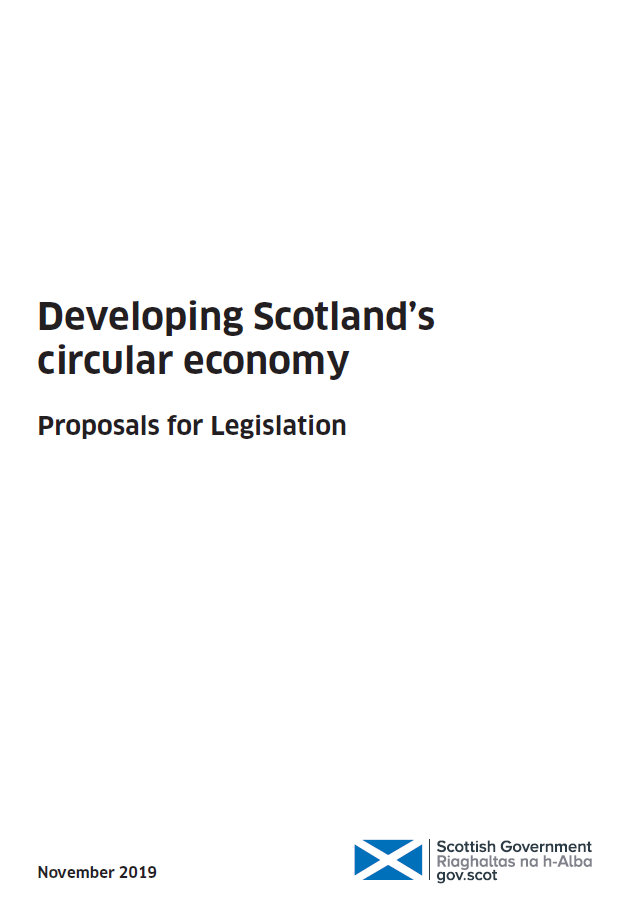 Developing Scotland’s
circular economy
Proposals for Legislation
November 2019
Scottish Government
Riaghaltas na h-Alba
gov.scot